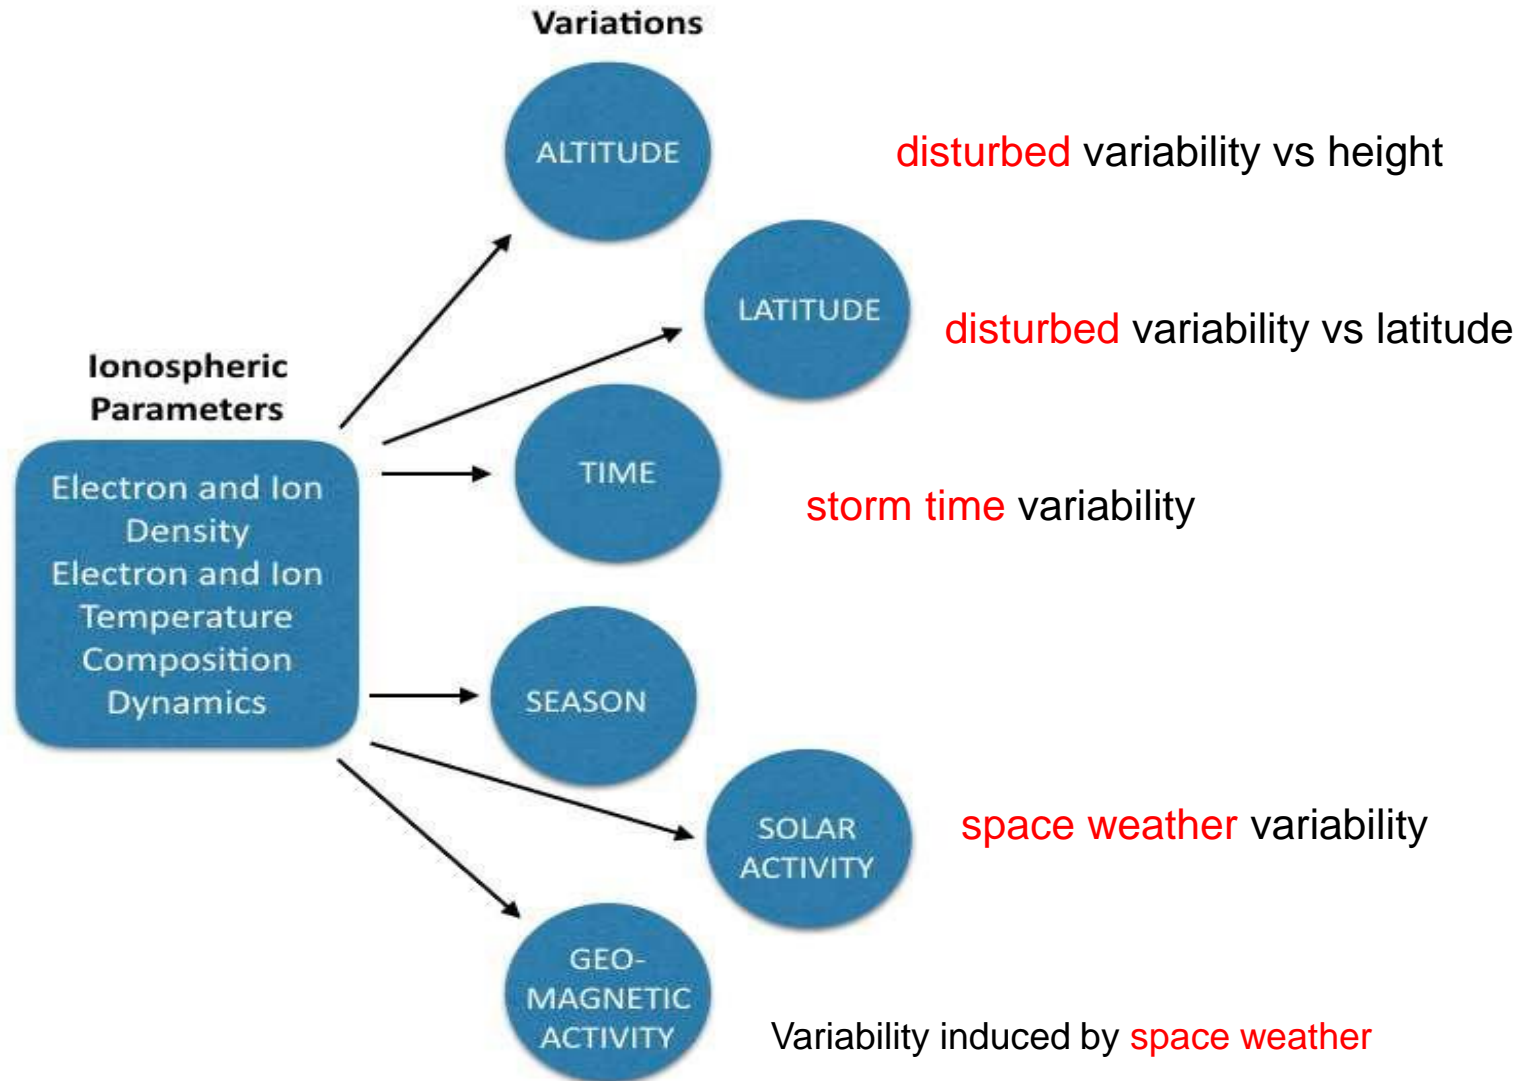 Variations
ALTITUDE
disturbed variability vs height
LATITUDE
disturbed variability vs latitude
Ionospheric
Parameters
Electron and Ion
Density
Electron and Ion
Temperature
Composition
Dynamics
TIME
storm time variability
SEASON
SOLAR
ACTIVITY
space weather variability
GEO-
MAGNETIC
ACTIVITY
Variability induced by space weather